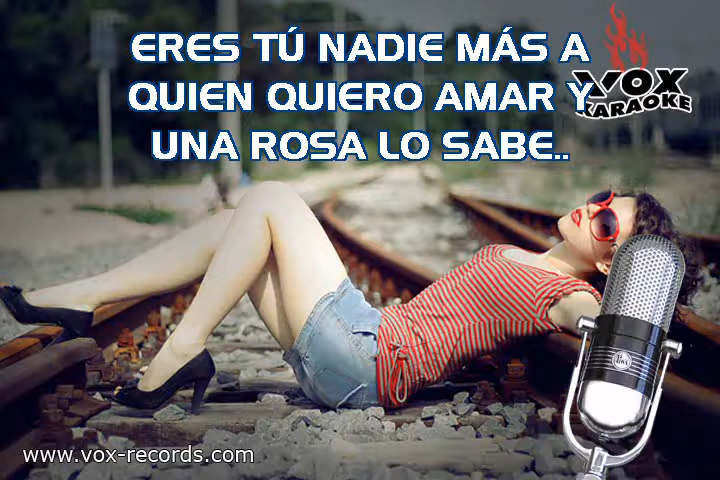 ERES TÚ NADIE MÁS A
QUIEN QUIERO AMAR Y
UNA ROSA LO SABE..
VOX
KARAOKE
www.vox-records.com